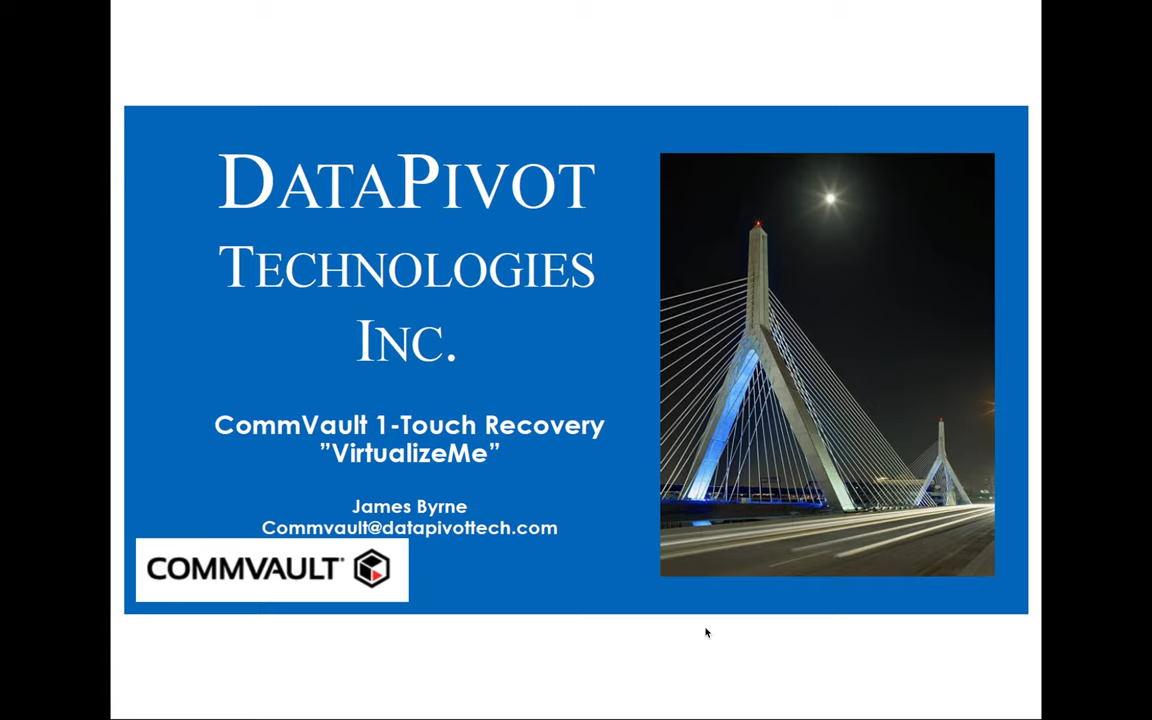 DATAPIVOT
TECHNOLOGIES
INC.
CommVault 1-Touch Recovery
”VirtualizeMe”
James Byrne
Commvault@datapivottech.com
COMMVAULT